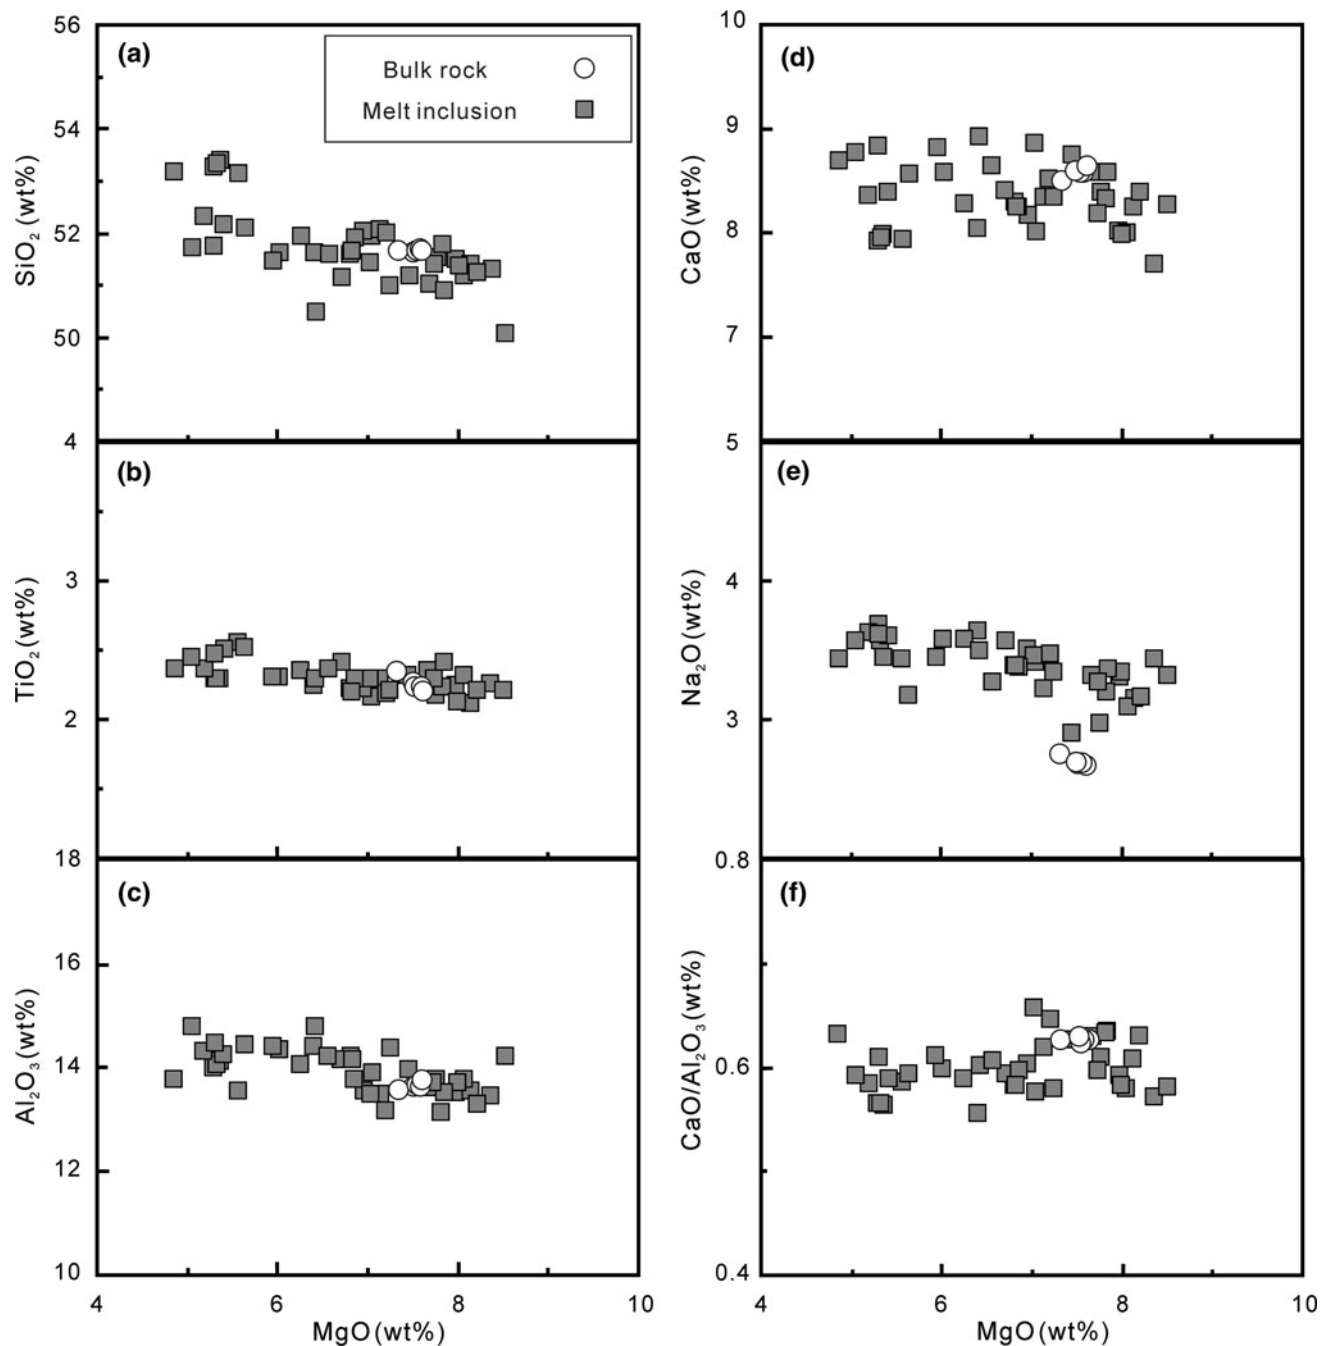 (a)
Bulk rock
Melt inclusion
56
54
52
50
4
SiO₂ (wt%)
(b)
3
2
18
TiO₂ (wt%)
(c)
16
14
12
10
Al₂O₃ (wt%)
4 6 8 10
MgO (wt%)
(d)
10
9
8
7
5
CaO (wt%)
(e)
4
3
0.8
Na₂O (wt%)
(f)
0.6
0.4
CaO/Al₂O₃ (wt%)
4 6 8 10
MgO (wt%)